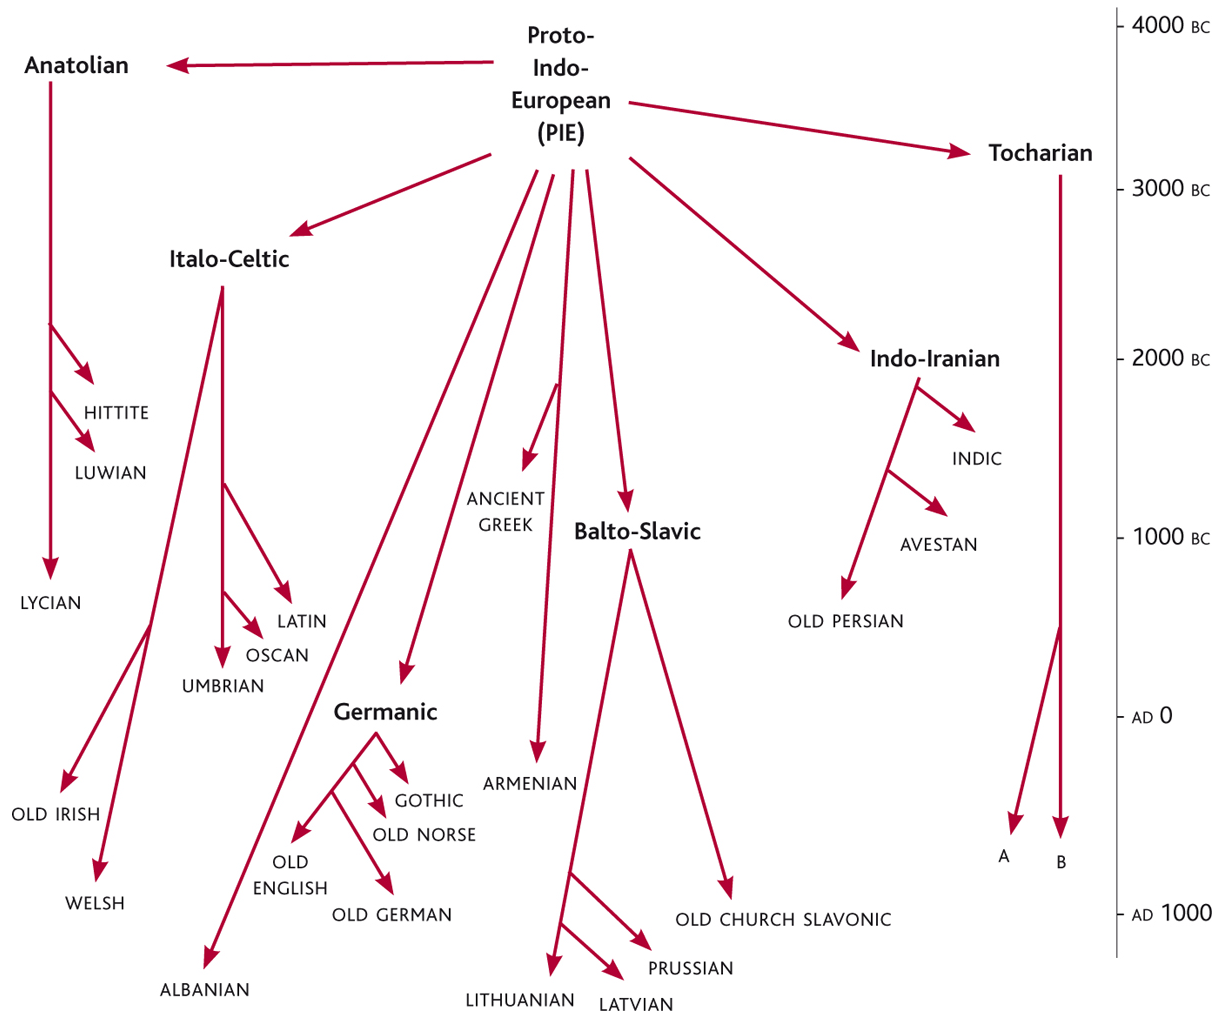 Proto-
Indo-
European
(PIE)
Anatolian
Tocharian
Italo-Celtic
Indo-Iranian
HITTITE
LUWIAN
LYCIAN
INDIC
AVESTAN
OLD PERSIAN
ANCIENT
GREEK
Balto-Slavic
LATIN
OSCAN
UMBRIAN
Germanic
ARMENIAN
GOTHIC
OLD NORSE
OLD
ENGLISH
OLD GERMAN
OLD IRISH
WELSH
ALBANIAN
OLD CHURCH SLAVONIC
PRUSSIAN
LITHUANIAN
LATVIAN
A
B
4000 BC
3000 BC
2000 BC
1000 BC
AD 0
AD 1000